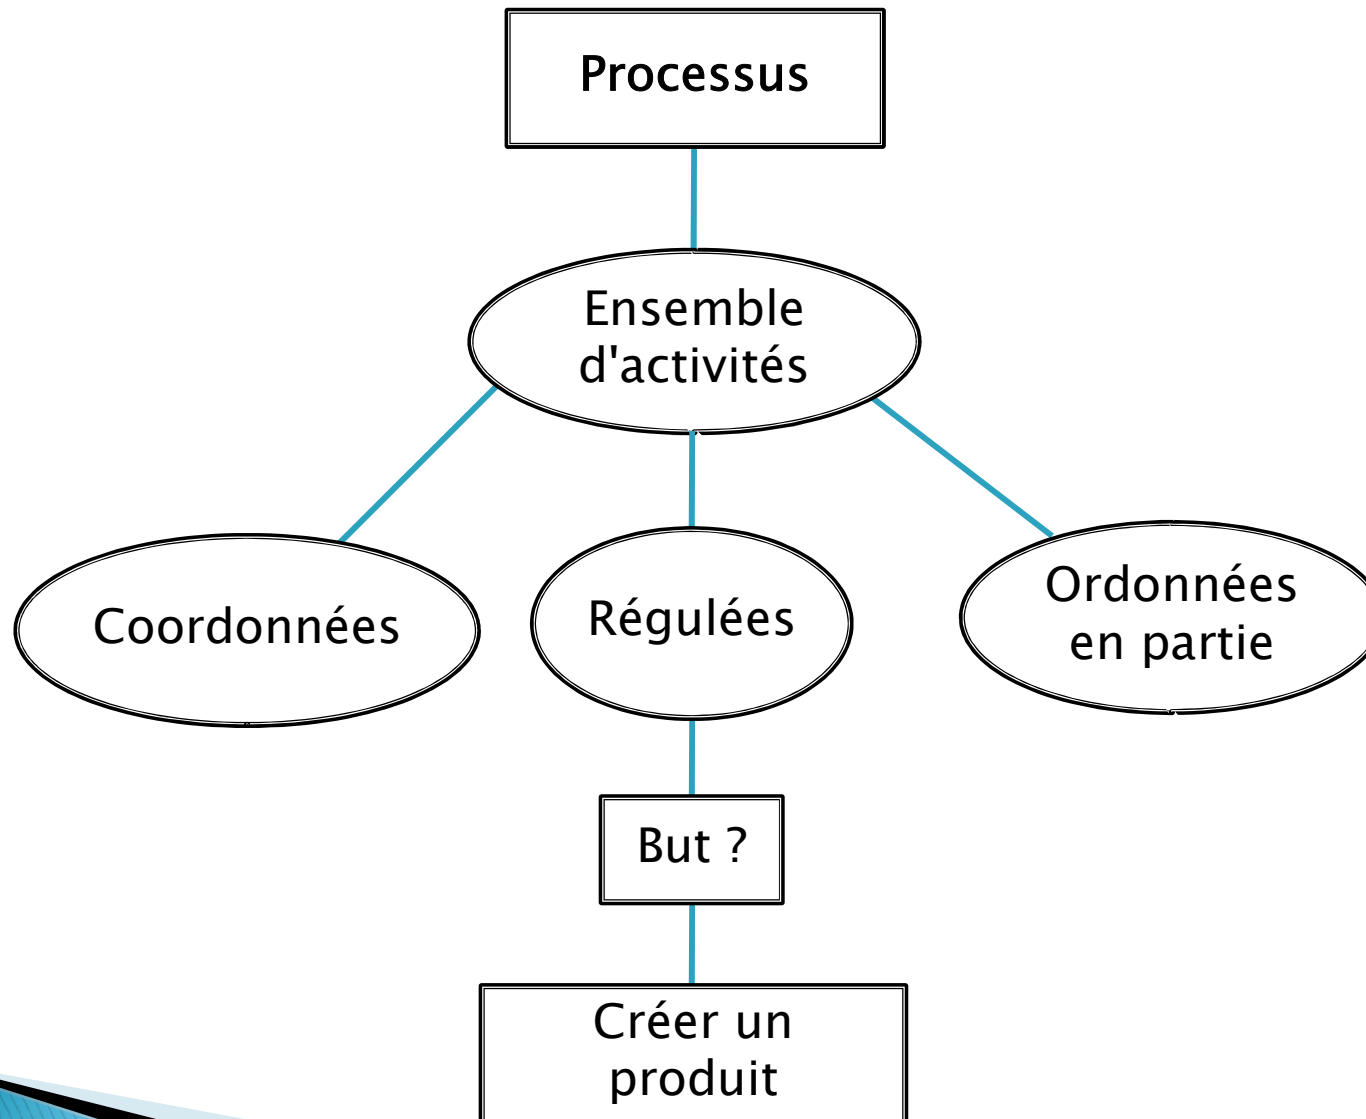 Processus
Ensemble
d'activités
Coordonnées
Régulées
Ordonnées
en partie
But ?
Créer un
produit